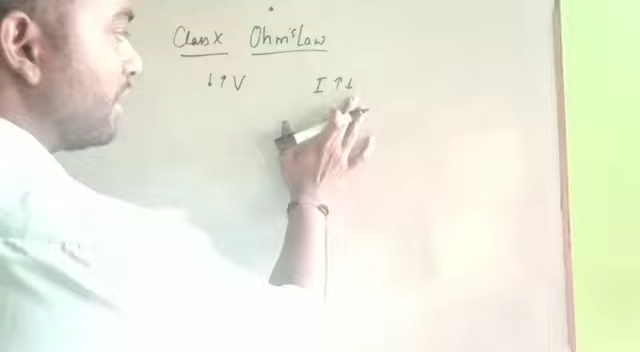 Class X Ohm's Law
↓↑V I↑↓